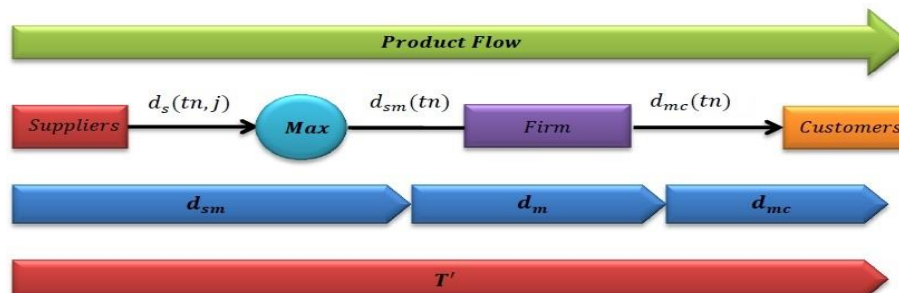 Product Flow
d_s(tn, j)
d_sm(tn)
d_mc(tn)
Suppliers
Max
Firm
Customers
d_sm
d_m
d_mc
T′